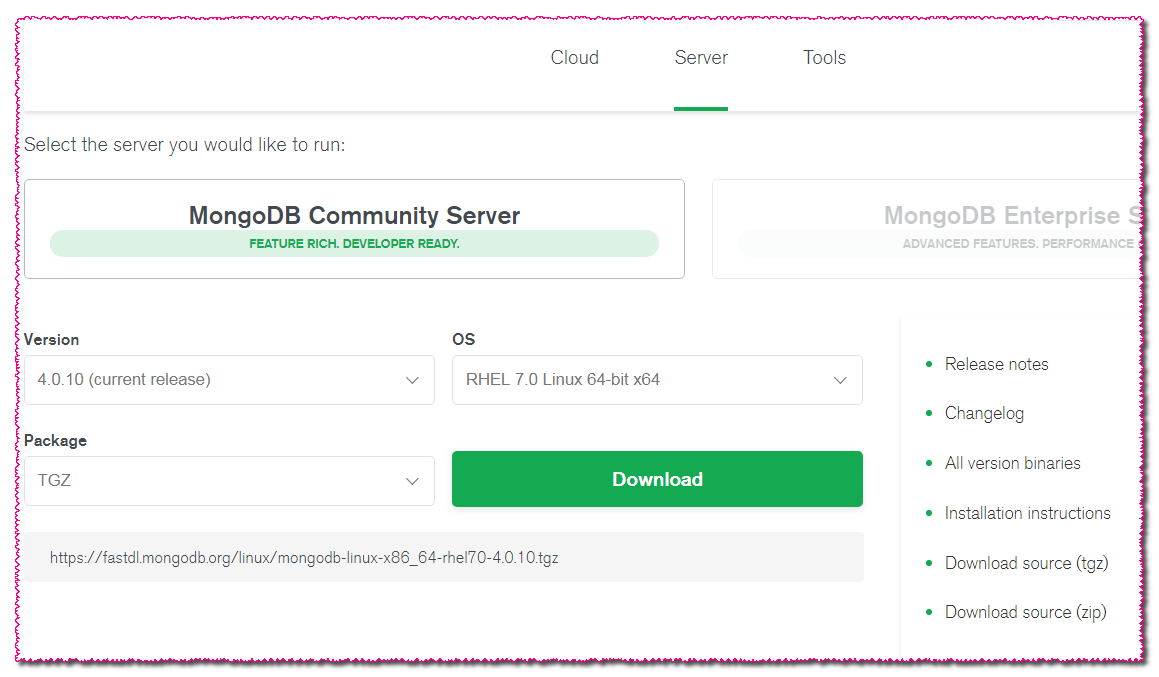 Cloud Server Tools
Select the server you would like to run:
MongoDB Community Server
FEATURE RICH. DEVELOPER READY.
MongoDB Enterprise S
ADVANCED FEATURES. PERFORMANCE
Version
4.0.10 (current release)
OS
RHEL 7.0 Linux 64-bit x64
Package
TGZ
Download
https://fastdl.mongodb.org/linux/mongodb-linux-x86_64-rhel70-4.0.10.tgz
Release notes
Changelog
All version binaries
Installation instructions
Download source (tgz)
Download source (zip)